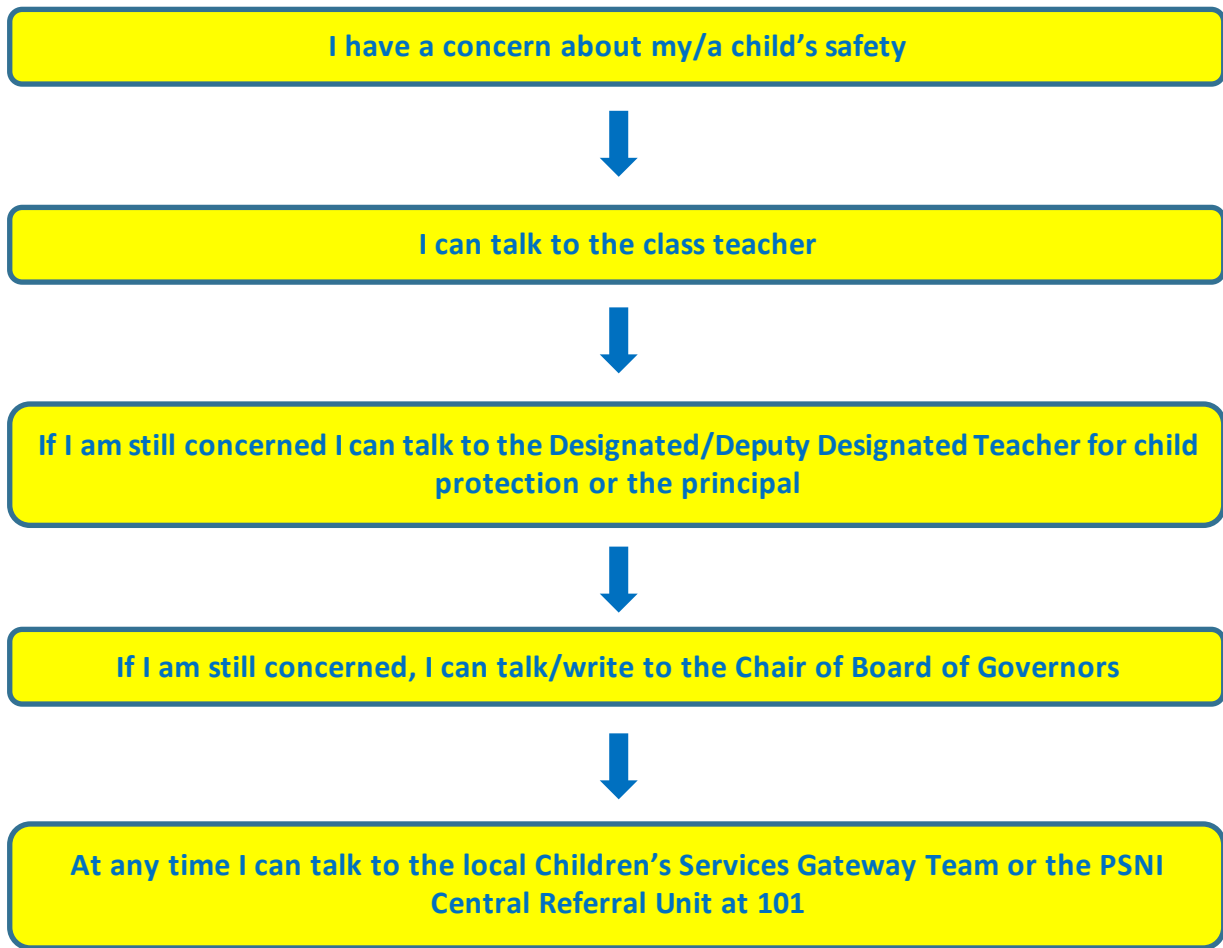 I have a concern about my/a child's safety
I can talk to the class teacher
If I am still concerned I can talk to the Designated/Deputy Designated Teacher for child
protection or the principal
If I am still concerned, I can talk/write to the Chair of Board of Governors
At any time I can talk to the local Children's Services Gateway Team or the PSNI
Central Referral Unit at 101